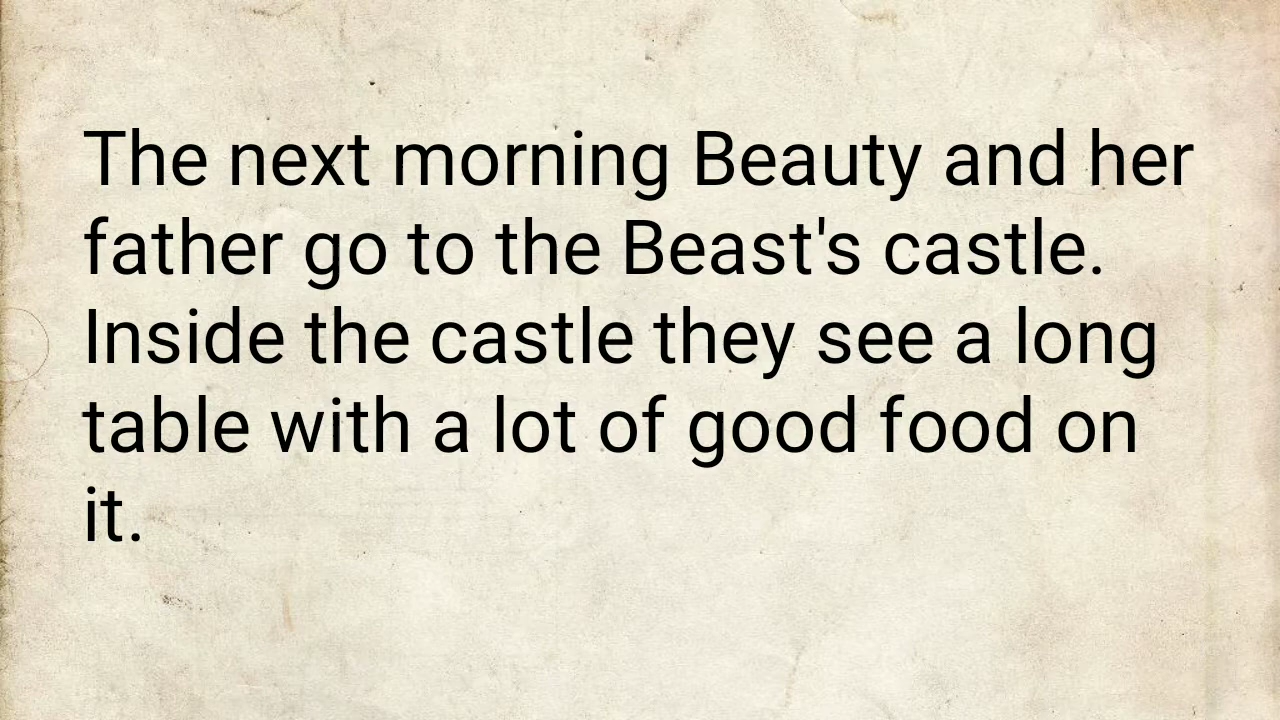 The next morning Beauty and her
father go to the Beast's castle.
Inside the castle they see a long
table with a lot of good food on
it.